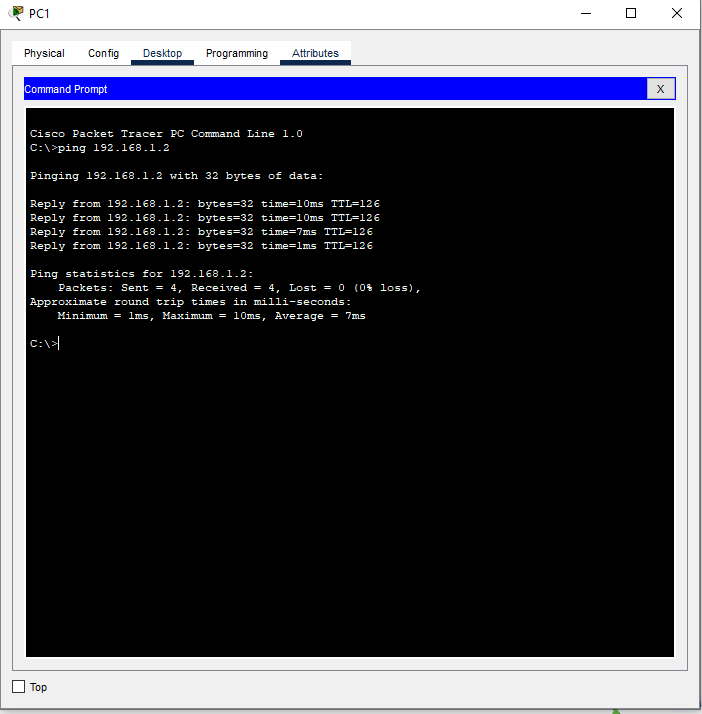 PC1
Physical Config Desktop Programming Attributes
Command Prompt X
Cisco Packet Tracer PC Command Line 1.0
C:\>ping 192.168.1.2
Pinging 192.168.1.2 with 32 bytes of data:
Reply from 192.168.1.2: bytes=32 time=10ms TTL=126
Reply from 192.168.1.2: bytes=32 time=10ms TTL=126
Reply from 192.168.1.2: bytes=32 time=7ms TTL=126
Reply from 192.168.1.2: bytes=32 time=1ms TTL=126
Ping statistics for 192.168.1.2:
    Packets: Sent = 4, Received = 4, Lost = 0 (0% loss),
Approximate round trip times in milli-seconds:
    Minimum = 1ms, Maximum = 10ms, Average = 7ms
C:\>
Top